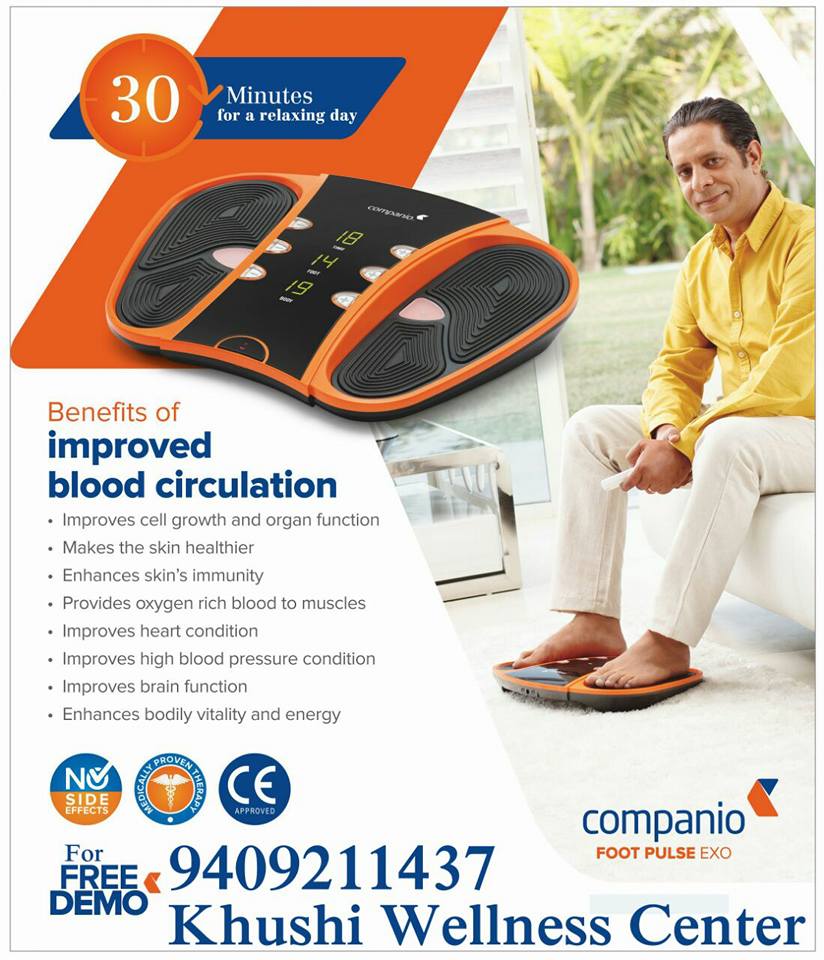 30
Minutes
for a relaxing day
companio
18
TIME
14
FOOT
19
BODY
Benefits of
improved
blood circulation
• Improves cell growth and organ function
• Makes the skin healthier
• Enhances skin's immunity
• Provides oxygen rich blood to muscles
• Improves heart condition
• Improves high blood pressure condition
• Improves brain function
• Enhances bodily vitality and energy
NO
SIDE
EFFECTS
MEDICALLY PROVEN THERAPY
CE
APPROVED
companio
FOOT PULSE EXO
For
FREE
DEMO
9409211437
Khushi Wellness Center